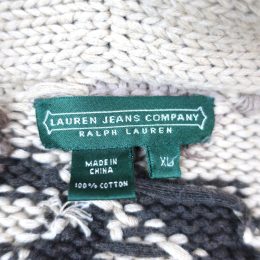 LAUREN JEANS COMPANY
RALPH LAUREN
MADE IN
CHINA
100% COTTON
XL